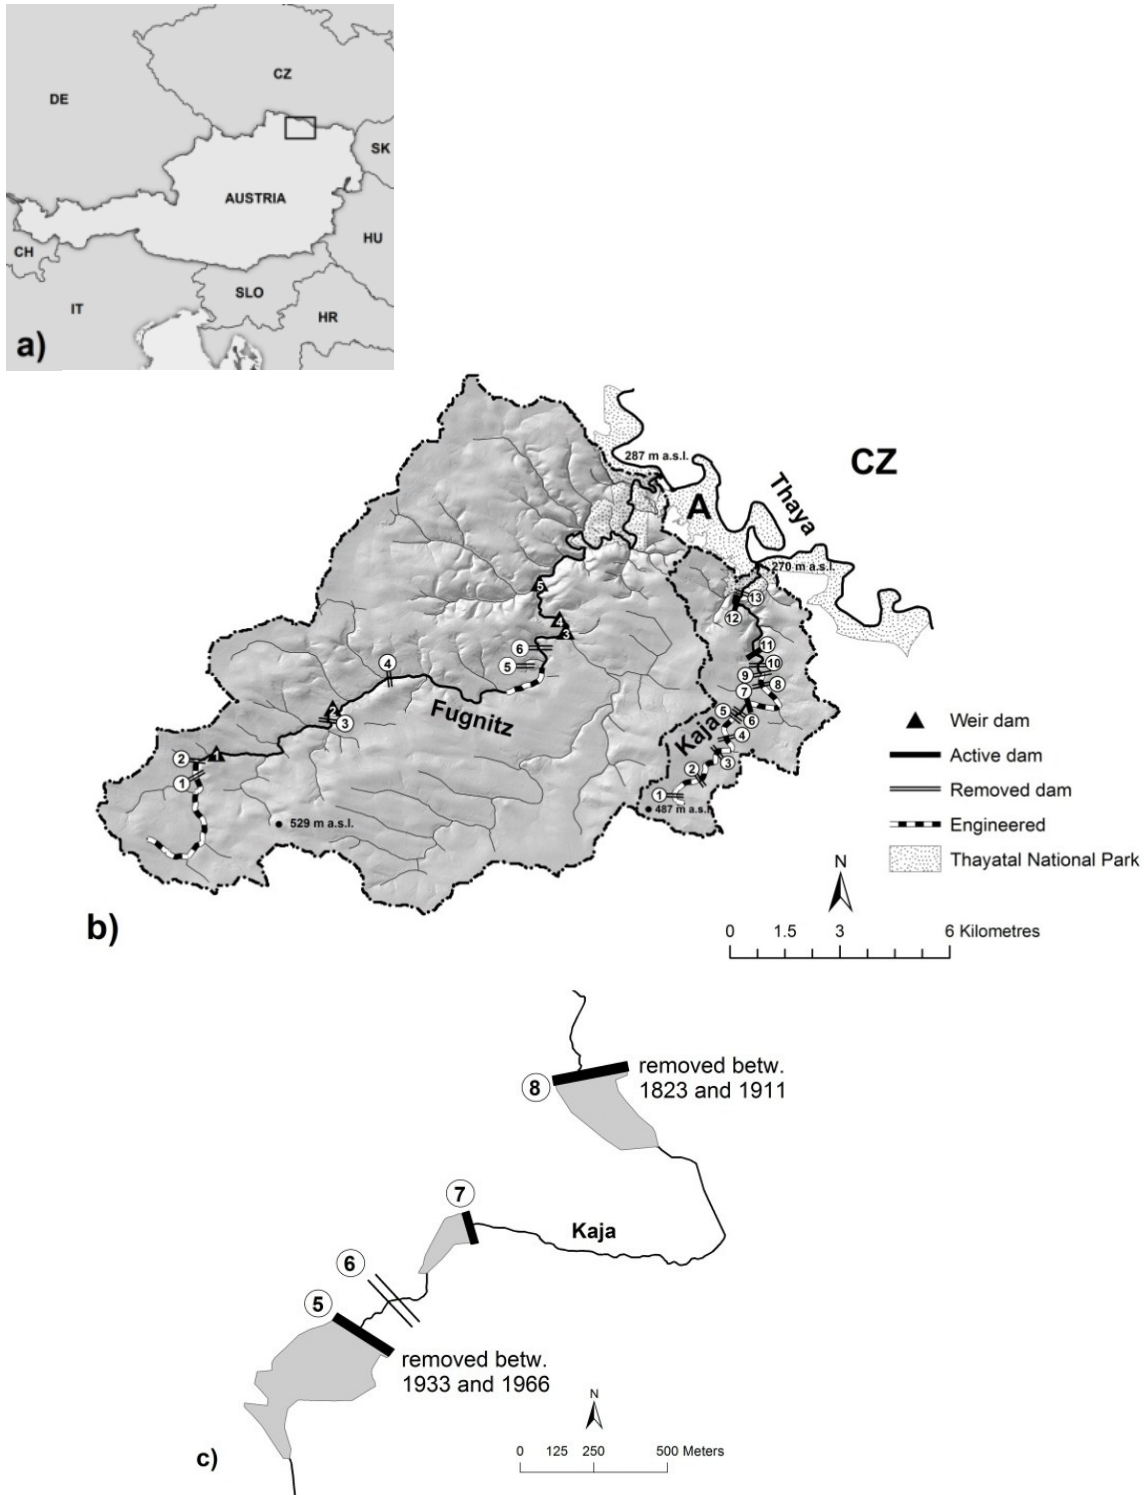 CZ
DE
SK
AUSTRIA
HU
CH
SLO
IT
HR
a)
287 m a.s.l.
CZ
Thaya
A
270 m a.s.l.
5
13
12
4
3
6
11
5
10
4
9
8
7
2
3
Fugnitz
5
6
Kaja
4
2
1
3
1
2
1
487 m a.s.l.
529 m a.s.l.
Weir dam
Active dam
Removed dam
Engineered
Thayatal National Park
N
0 1.5 3 6 Kilometres
b)
8
removed betw.
1823 and 1911
7
Kaja
6
5
removed betw.
1933 and 1966
N
c)
0 125 250 500 Meters